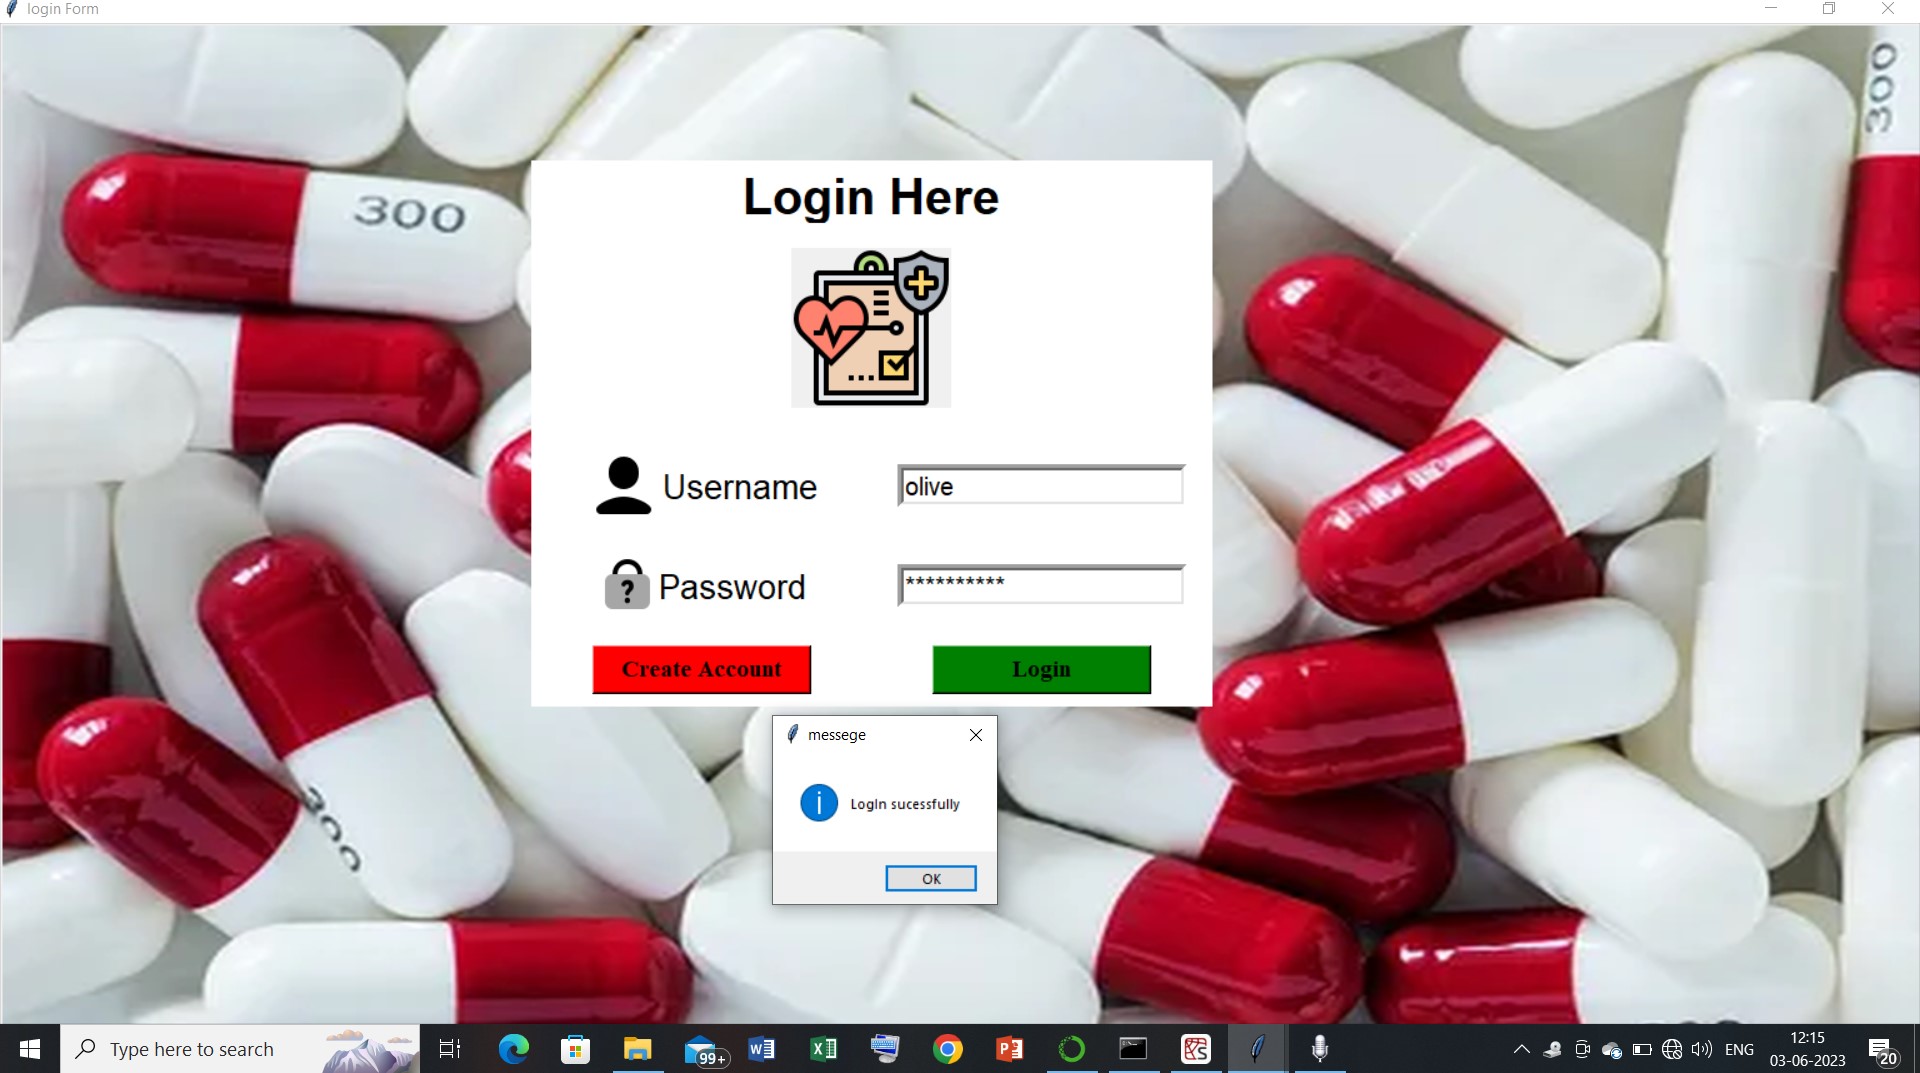 login Form
300
300
Login Here
Username
olive
?
Password
**********
Create Account
Login
messege
LogIn sucessfully
OK
300
Type here to search
99+
ENG
12:15
03-06-2023
20